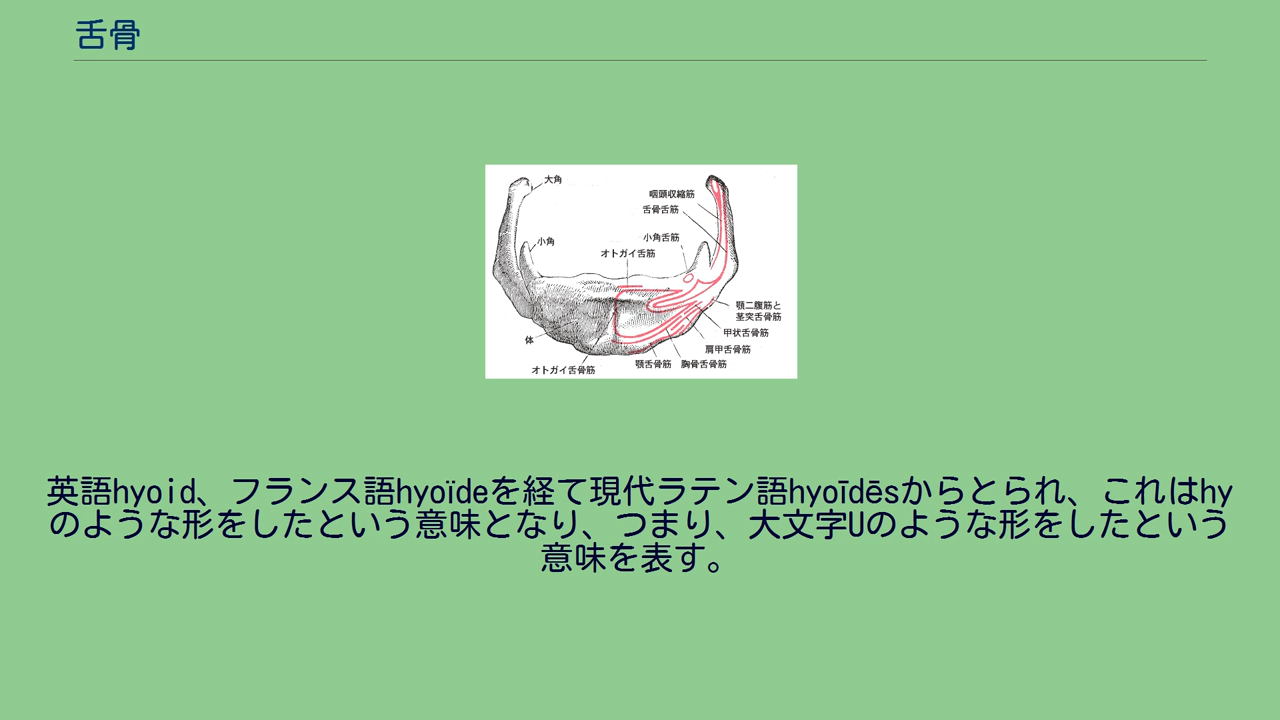 舌骨
大角
咽頭収縮筋
舌骨舌筋
小角
小角舌筋
オトガイ舌筋
顎二腹筋と
茎突舌骨筋
甲状舌骨筋
体
肩甲舌骨筋
顎舌骨筋
胸骨舌骨筋
オトガイ舌骨筋
英語hyoid、フランス語hyoïdeを経て現代ラテン語hyoīdēsからとられ、これはhy
のような形をしたという意味となり、つまり、大文字Uのような形をしたという
意味を表す。